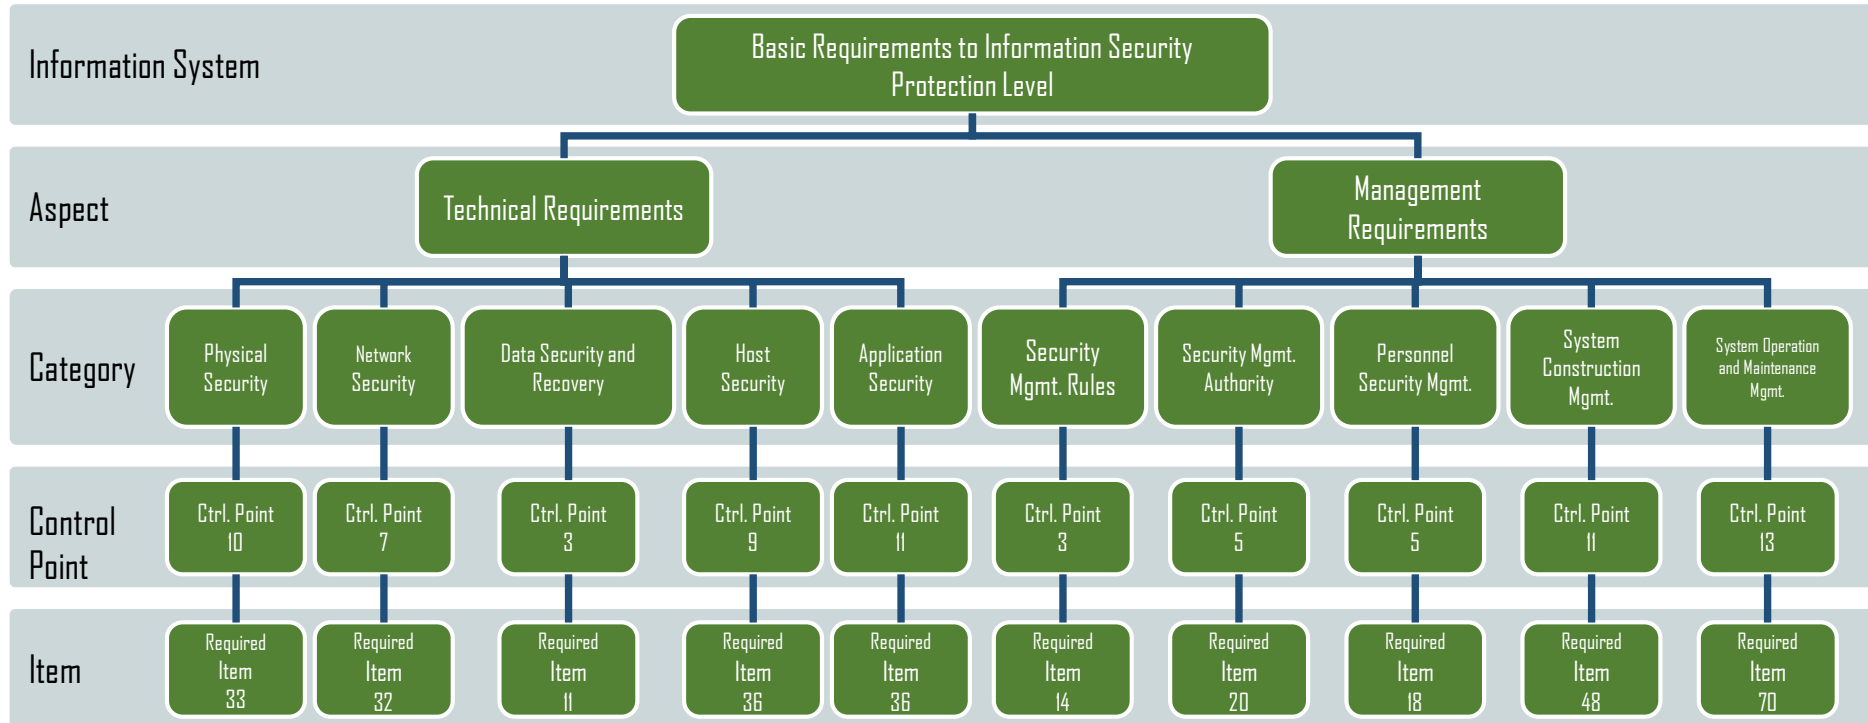 Information System
Basic Requirements to Information Security
Protection Level
Aspect
Technical Requirements
Management
Requirements
Category
Physical
Security
Network
Security
Data Security and
Recovery
Host
Security
Application
Security
Security
Mgmt. Rules
Security Mgmt.
Authority
Personnel
Security Mgmt.
System
Construction
Mgmt.
System Operation
and Maintenance
Mgmt.
Control
Point
Ctrl. Point
10
Ctrl. Point
7
Ctrl. Point
3
Ctrl. Point
9
Ctrl. Point
11
Ctrl. Point
3
Ctrl. Point
5
Ctrl. Point
5
Ctrl. Point
11
Ctrl. Point
13
Item
Required
Item
33
Required
Item
32
Required
Item
11
Required
Item
36
Required
Item
36
Required
Item
14
Required
Item
20
Required
Item
18
Required
Item
48
Required
Item
70